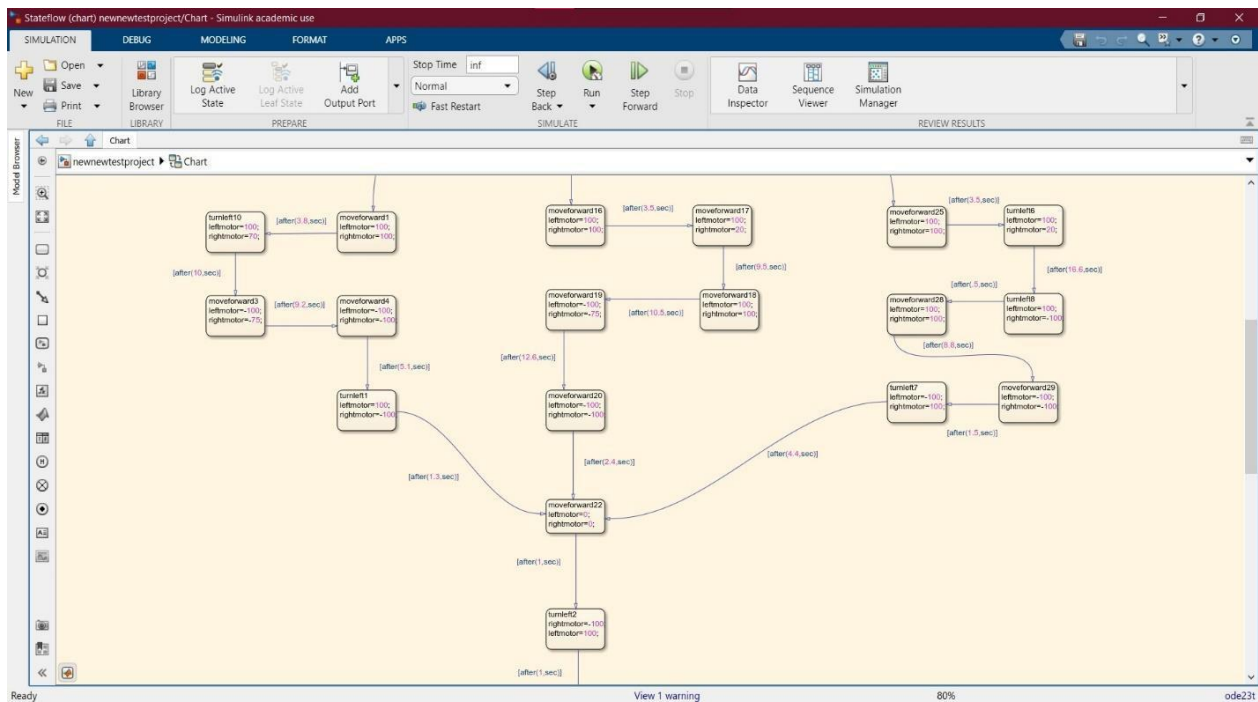 Stateflow (chart) newnewtestproject/Chart - Simulink academic use
SIMULATION DEBUG MODELING FORMAT APPS
New
Open
Save
Print
FILE
Library Browser
LIBRARY
Log Active State
Log Active Leaf State
Add Output Port
PREPARE
Stop Time inf
Normal
Fast Restart
Step Back
Run
Step Forward
Stop
SIMULATE
Data Inspector
Sequence Viewer
Simulation Manager
REVIEW RESULTS
Model Browser
Chart
newnewtestproject Chart
turnleft10
leftmotor=100;
rightmotor=70;
[after(3.8,sec)]
moveforward1
leftmotor=100;
rightmotor=100;
[after(10,sec)]
moveforward3
leftmotor=-100;
rightmotor=-75;
[after(9.2,sec)]
moveforward4
leftmotor=-100;
rightmotor=-100;
[after(5.1,sec)]
turnleft1
leftmotor=100;
rightmotor=-100
[after(1.3,sec)]
moveforward16
leftmotor=100;
rightmotor=100;
[after(3.5,sec)]
moveforward17
leftmotor=100;
rightmotor=20;
[after(9.5,sec)]
moveforward19
leftmotor=-100;
rightmotor=-75;
[after(10.5,sec)]
moveforward18
leftmotor=100;
rightmotor=100;
[after(12.6,sec)]
moveforward20
leftmotor=-100;
rightmotor=-100
[after(2.4,sec)]
moveforward25
leftmotor=100;
rightmotor=100;
[after(3.5,sec)]
turnleft6
leftmotor=100;
rightmotor=20;
[after(16.6,sec)]
moveforward28
leftmotor=100;
rightmotor=100;
[after(.5,sec)]
turnleft8
leftmotor=100;
rightmotor=-100
[after(8.8,sec)]
turnleft7
leftmotor=-100;
rightmotor=100;
moveforward29
leftmotor=-100;
rightmotor=-100
[after(1.5,sec)]
[after(4.4,sec)]
moveforward22
leftmotor=0;
rightmotor=0;
[after(1,sec)]
turnleft2
rightmotor=-100
leftmotor=100;
[after(1,sec)]
Ready View 1 warning 80% ode23t